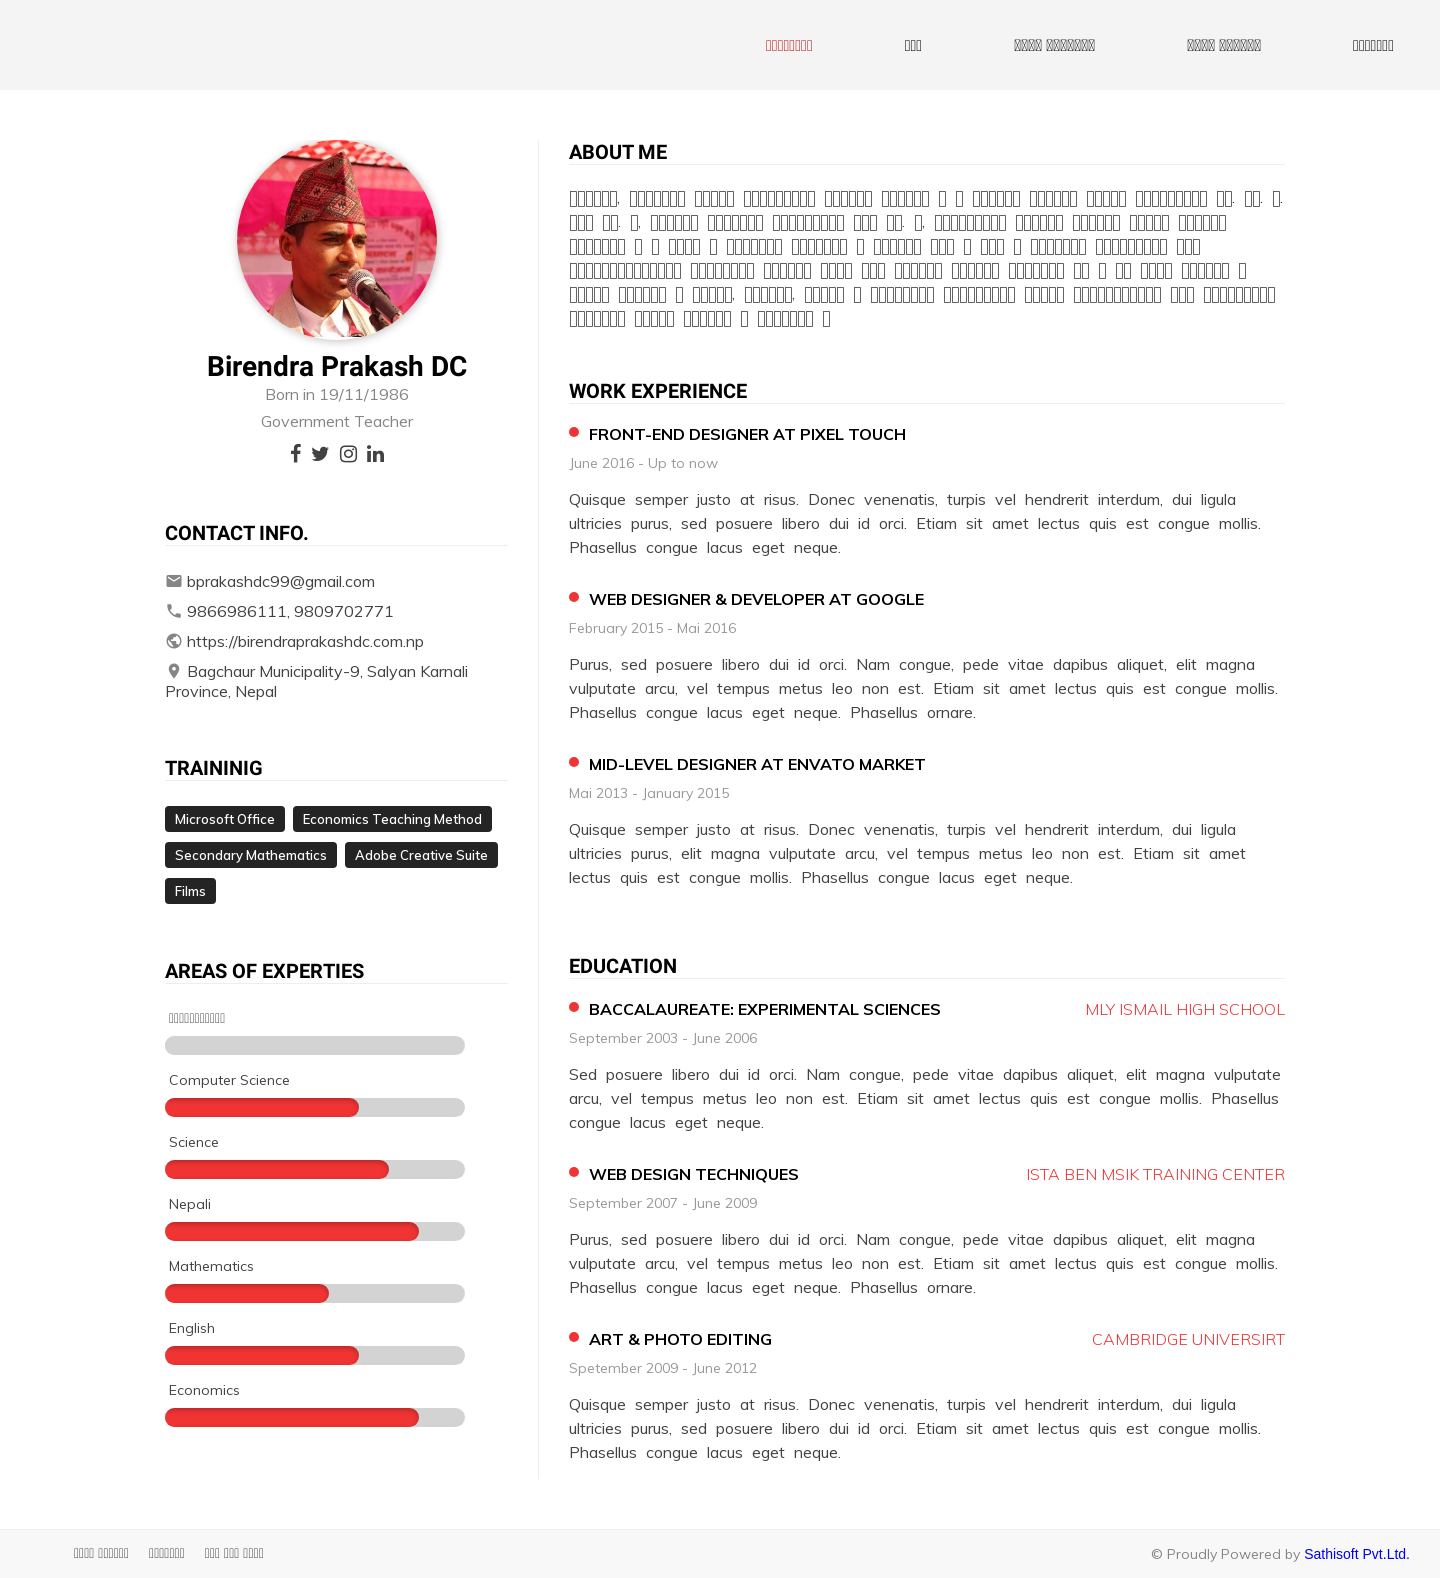 Birendra Prakash DC
Born in 19/11/1986
Government Teacher
CONTACT INFO.
bprakashdc99@gmail.com
9866986111, 9809702771
https://birendraprakashdc.com.np
Bagchaur Municipality-9, Salyan Karnali
Province, Nepal
TRAININIG
Microsoft Office
Economics Teaching Method
Secondary Mathematics
Adobe Creative Suite
Films
AREAS OF EXPERTIES
Computer Science
Science
Nepali
Mathematics
English
Economics
ABOUT ME
WORK EXPERIENCE
FRONT-END DESIGNER AT PIXEL TOUCH
June 2016 - Up to now
Quisque semper justo at risus. Donec venenatis, turpis vel hendrerit interdum, dui ligula
ultricies purus, sed posuere libero dui id orci. Etiam sit amet lectus quis est congue mollis.
Phasellus congue lacus eget neque.
WEB DESIGNER & DEVELOPER AT GOOGLE
February 2015 - Mai 2016
Purus, sed posuere libero dui id orci. Nam congue, pede vitae dapibus aliquet, elit magna
vulputate arcu, vel tempus metus leo non est. Etiam sit amet lectus quis est congue mollis.
Phasellus congue lacus eget neque. Phasellus ornare.
MID-LEVEL DESIGNER AT ENVATO MARKET
Mai 2013 - January 2015
Quisque semper justo at risus. Donec venenatis, turpis vel hendrerit interdum, dui ligula
ultricies purus, elit magna vulputate arcu, vel tempus metus leo non est. Etiam sit amet
lectus quis est congue mollis. Phasellus congue lacus eget neque.
EDUCATION
BACCALAUREATE: EXPERIMENTAL SCIENCES MLY ISMAIL HIGH SCHOOL
September 2003 - June 2006
Sed posuere libero dui id orci. Nam congue, pede vitae dapibus aliquet, elit magna vulputate
arcu, vel tempus metus leo non est. Etiam sit amet lectus quis est congue mollis. Phasellus
congue lacus eget neque.
WEB DESIGN TECHNIQUES ISTA BEN MSIK TRAINING CENTER
September 2007 - June 2009
Purus, sed posuere libero dui id orci. Nam congue, pede vitae dapibus aliquet, elit magna
vulputate arcu, vel tempus metus leo non est. Etiam sit amet lectus quis est congue mollis.
Phasellus congue lacus eget neque. Phasellus ornare.
ART & PHOTO EDITING CAMBRIDGE UNIVERSIRT
Spetember 2009 - June 2012
Quisque semper justo at risus. Donec venenatis, turpis vel hendrerit interdum, dui ligula
ultricies purus, sed posuere libero dui id orci. Etiam sit amet lectus quis est congue mollis.
Phasellus congue lacus eget neque.
© Proudly Powered by Sathisoft Pvt.Ltd.